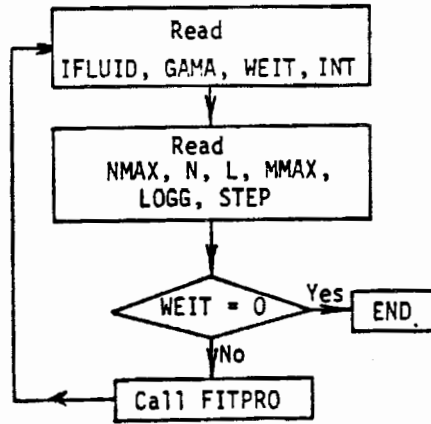 Read
IFLUID, GAMA, WEIT, INT
Read
NMAX, N, L, MMAX,
LOGG, STEP
WEIT = 0
Yes
END
No
Call FITPRO